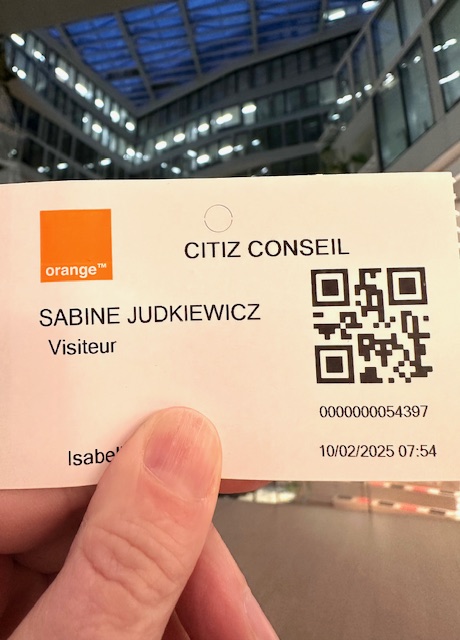 orange™
CITIZ CONSEIL
SABINE JUDKIEWICZ
Visiteur
0000000054397
10/02/2025 07:54